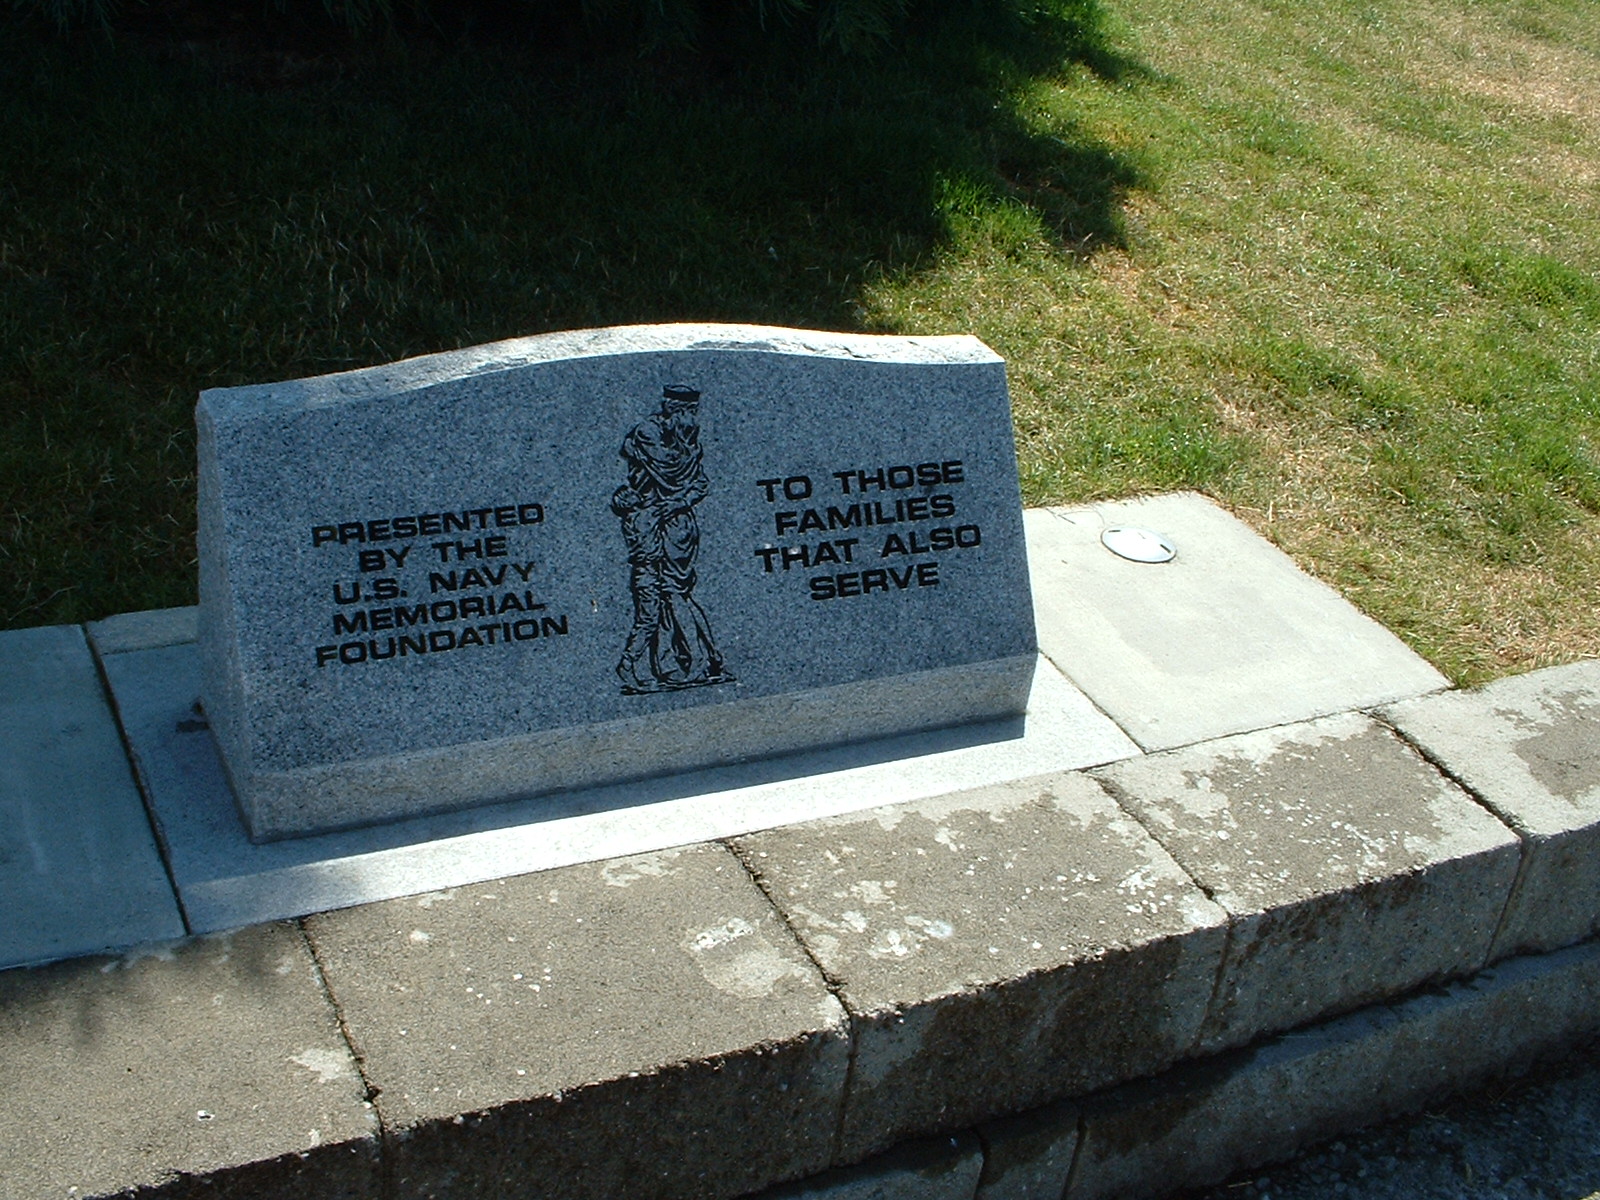 PRESENTED
BY THE
U.S. NAVY
MEMORIAL
FOUNDATION
TO THOSE
FAMILIES
THAT ALSO
SERVE